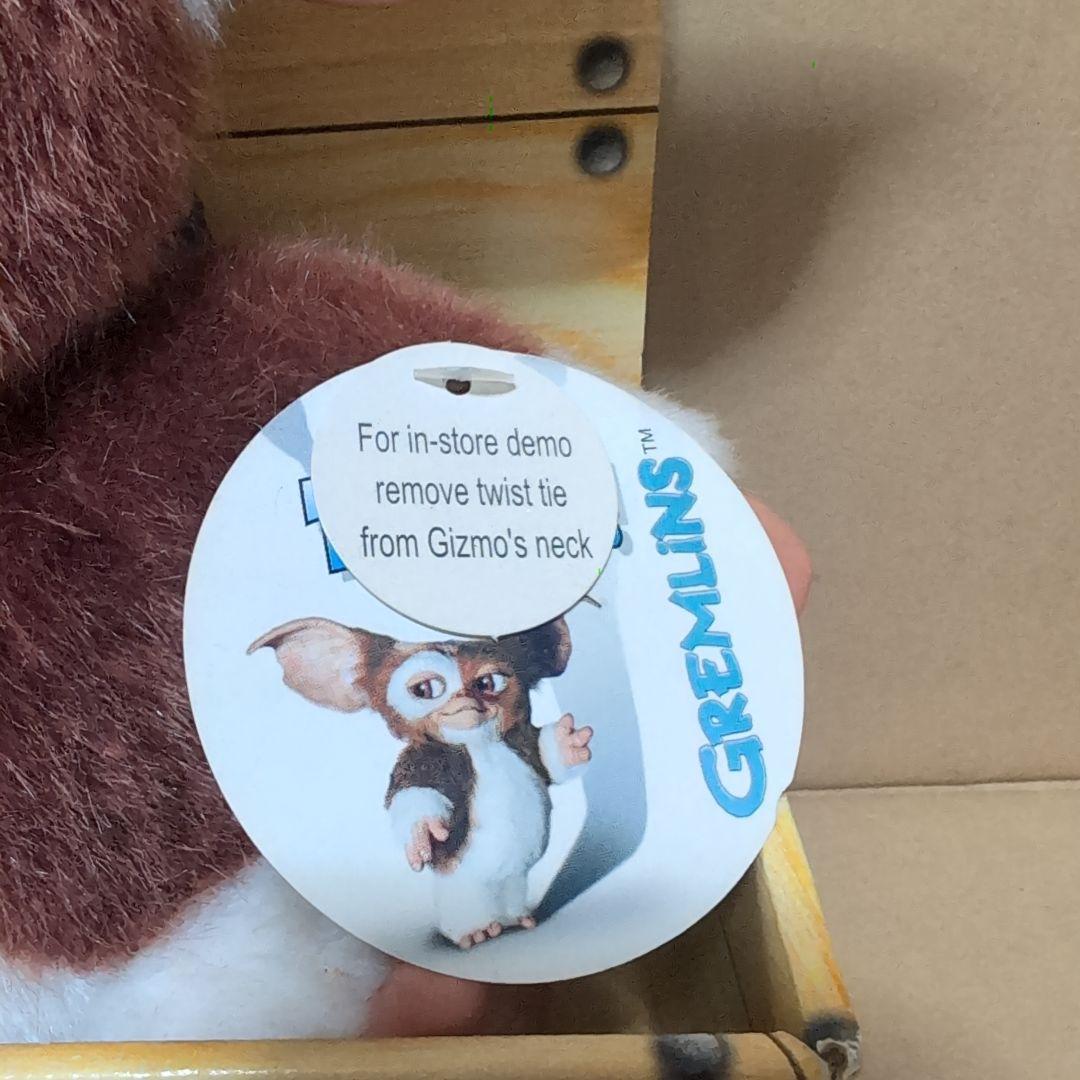 For in-store demo
remove twist tie
from Gizmo's neck
GREMLiNS™